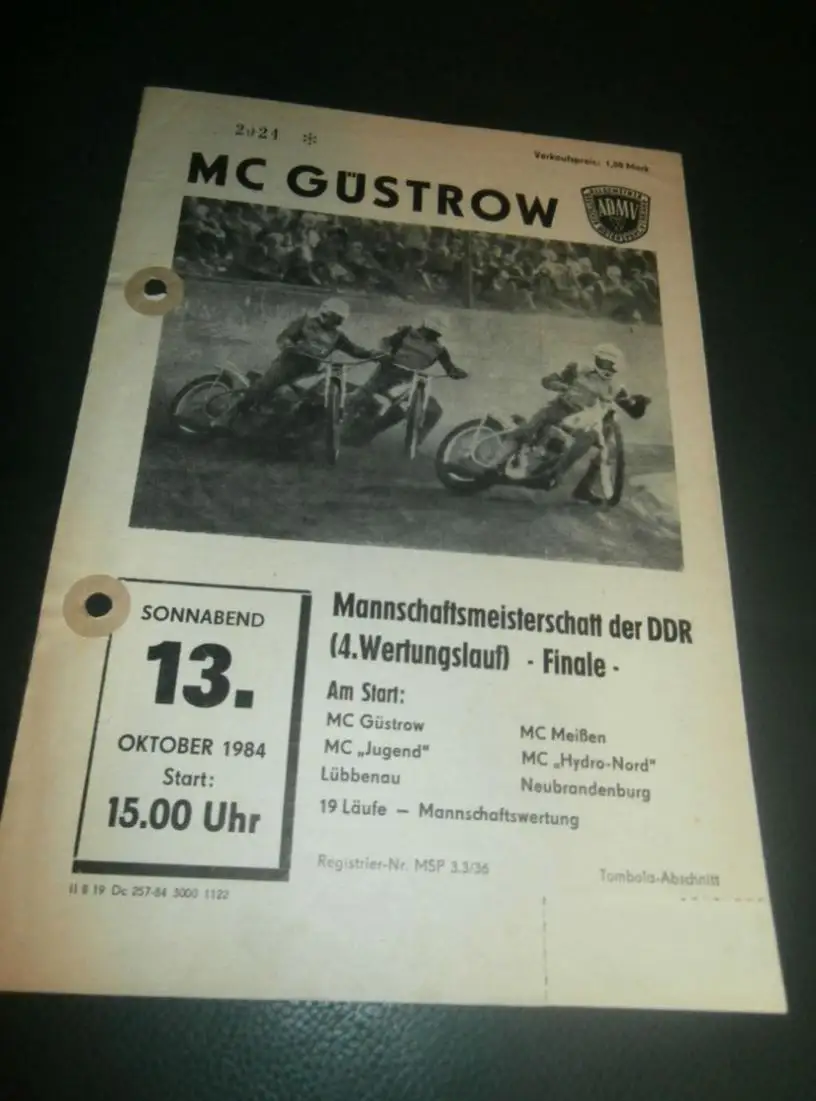 2021 *
Verkaufspreis: 1,00 Mark
MC GÜSTROW
ADMV
SONNABEND
13.
OKTOBER 1984
Start:
15.00 Uhr
Mannschaftsmeisterschaft der DDR
(4.Wertungslauf) - Finale -
Am Start:
MC Güstrow
MC „Jugend"
Lübbenau
MC Meißen
MC „Hydro-Nord"
Neubrandenburg
19 Läufe — Mannschaftswertung
Registrier-Nr. MSP 3.3/36
Tombola-Abschnitt
II 8 19 Dc 257-84 3000 1122